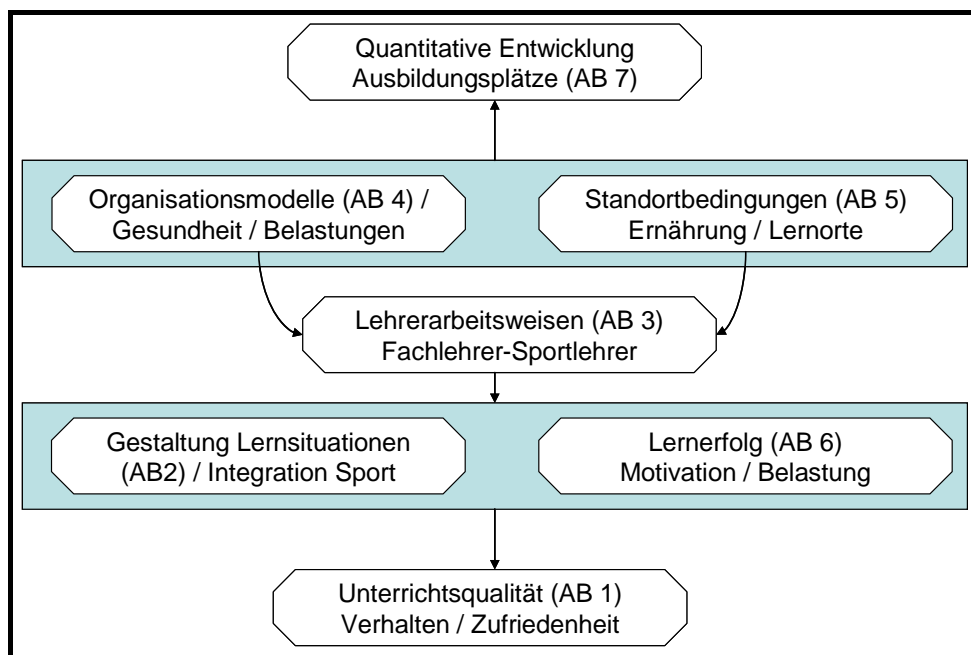 Quantitative Entwicklung
Ausbildungsplätze (AB 7)
Organisationsmodelle (AB 4) /
Gesundheit / Belastungen
Standortbedingungen (AB 5)
Ernährung / Lernorte
Lehrerarbeitsweisen (AB 3)
Fachlehrer-Sportlehrer
Gestaltung Lernsituationen
(AB2) / Integration Sport
Lernerfolg (AB 6)
Motivation / Belastung
Unterrichtsqualität (AB 1)
Verhalten / Zufriedenheit